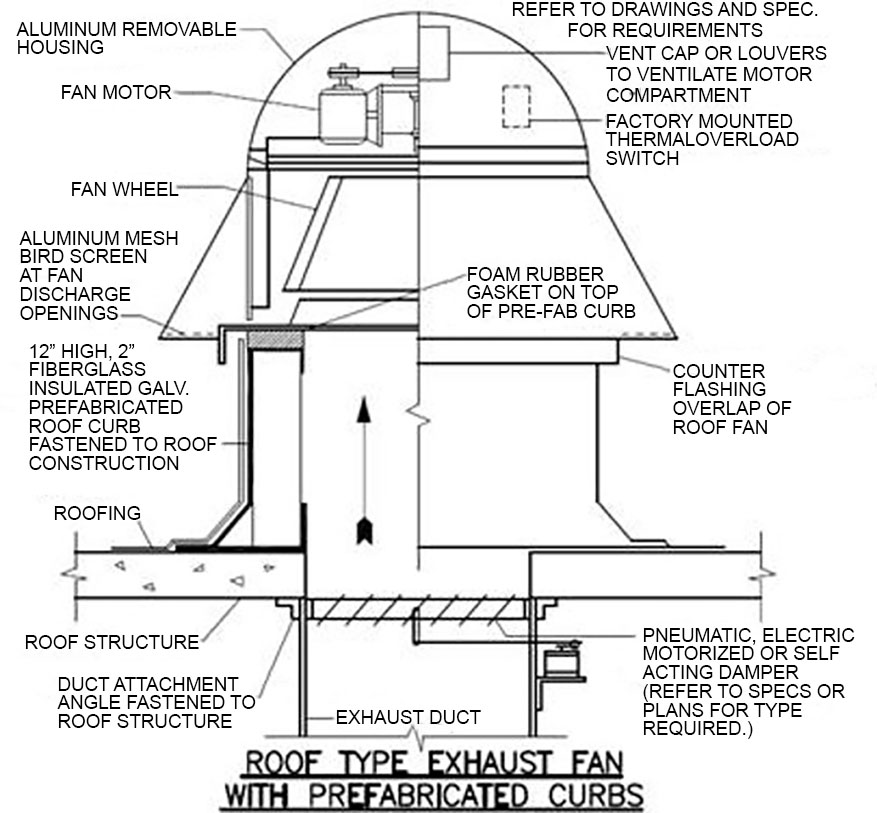 REFER TO DRAWINGS AND SPEC.
FOR REQUIREMENTS
ALUMINUM REMOVABLE
HOUSING
VENT CAP OR LOUVERS
TO VENTILATE MOTOR
COMPARTMENT
FAN MOTOR
FACTORY MOUNTED
THERMALOVERLOAD
SWITCH
FAN WHEEL
ALUMINUM MESH
BIRD SCREEN
AT FAN
DISCHARGE
OPENINGS
FOAM RUBBER
GASKET ON TOP
OF PRE-FAB CURB
12” HIGH, 2”
FIBERGLASS
INSULATED GALV.
PREFABRICATED
ROOF CURB
FASTENED TO ROOF
CONSTRUCTION
COUNTER
FLASHING
OVERLAP OF
ROOF FAN
ROOFING
ROOF STRUCTURE
PNEUMATIC, ELECTRIC
MOTORIZED OR SELF
ACTING DAMPER
(REFER TO SPECS OR
PLANS FOR TYPE
REQUIRED.)
DUCT ATTACHMENT
ANGLE FASTENED TO
ROOF STRUCTURE
EXHAUST DUCT
ROOF TYPE EXHAUST FAN
WITH PREFABRICATED CURBS